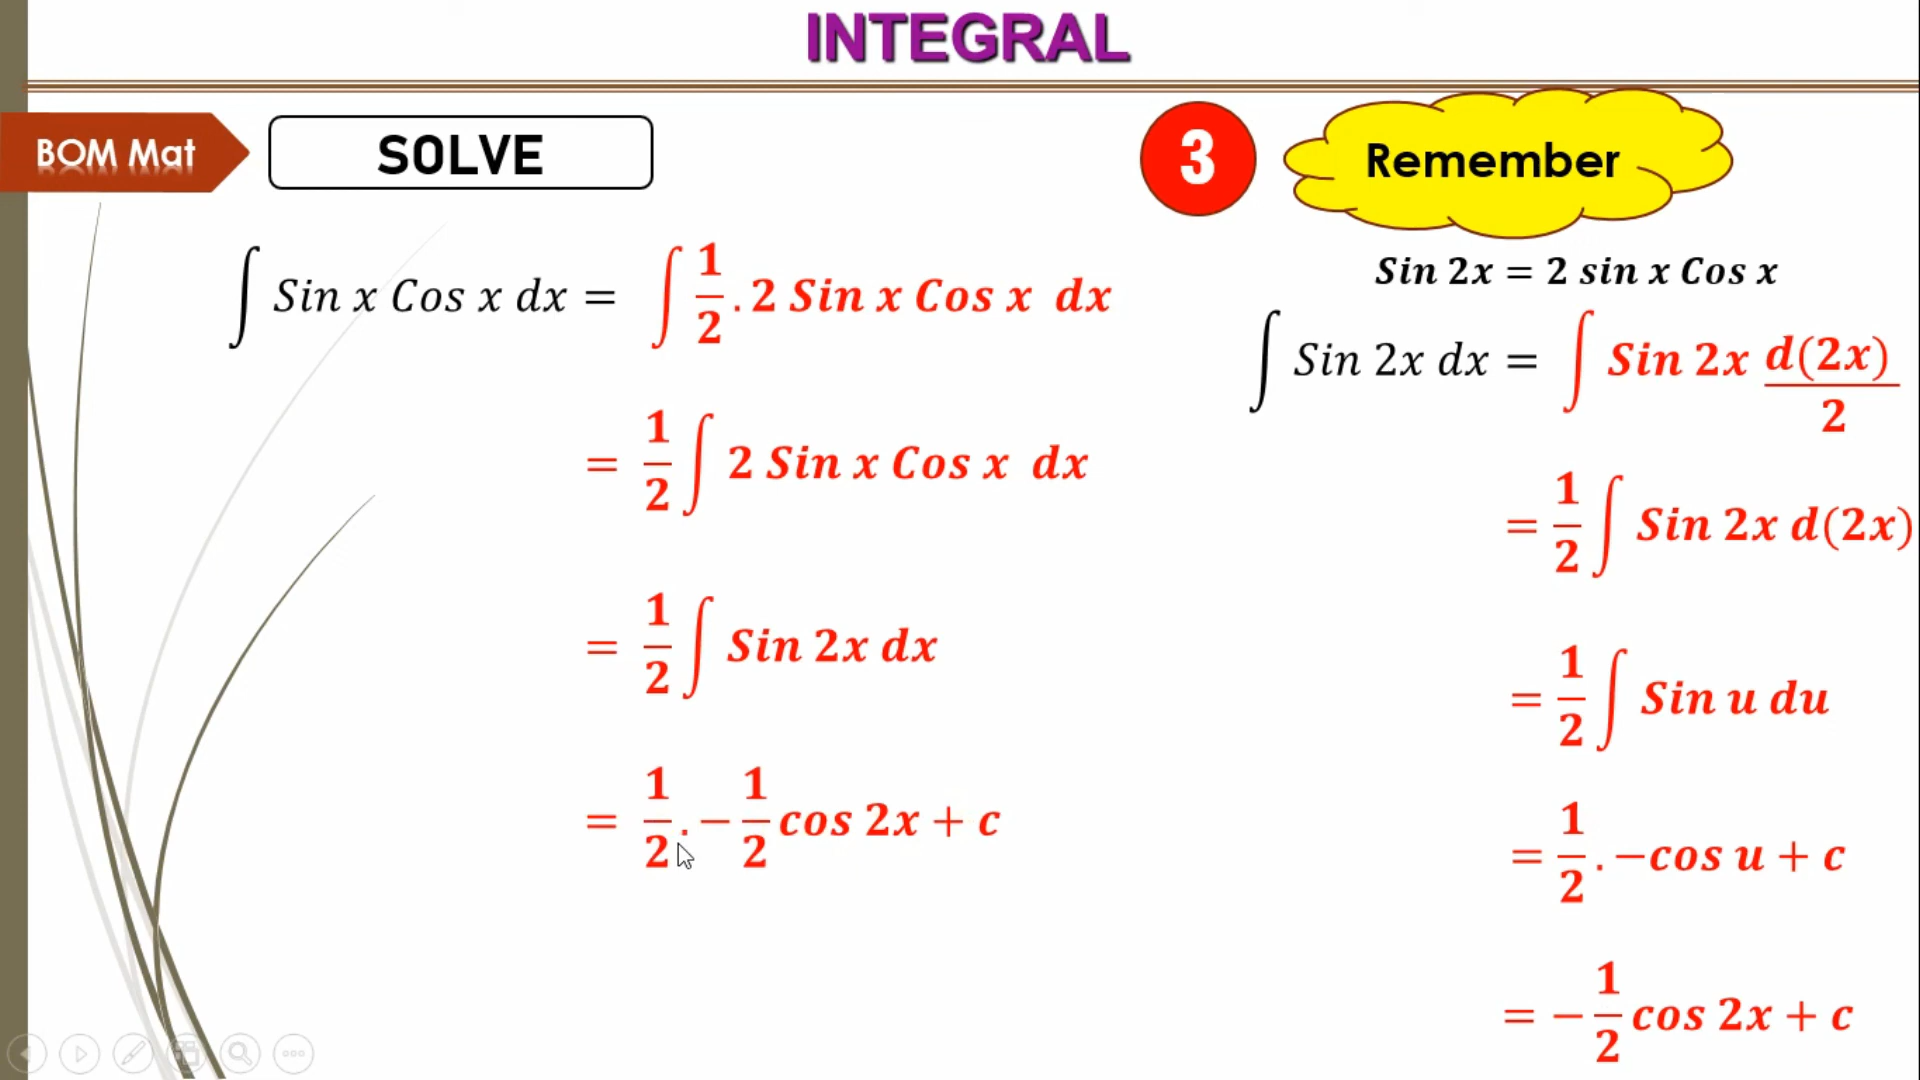 INTEGRAL
BOM Mat
SOLVE
3
Remember
∫ Sin x Cos x dx = ∫ 1/2 . 2 Sin x Cos x dx
= 1/2 ∫ 2 Sin x Cos x dx
= 1/2 ∫ Sin 2x dx
= 1/2 . − 1/2 cos 2x + c
Sin 2x = 2 sin x Cos x
∫ Sin 2x dx = ∫ Sin 2x d(2x)/2
= 1/2 ∫ Sin 2x d(2x)
= 1/2 ∫ Sin u du
= 1/2 . −cos u + c
= − 1/2 cos 2x + c